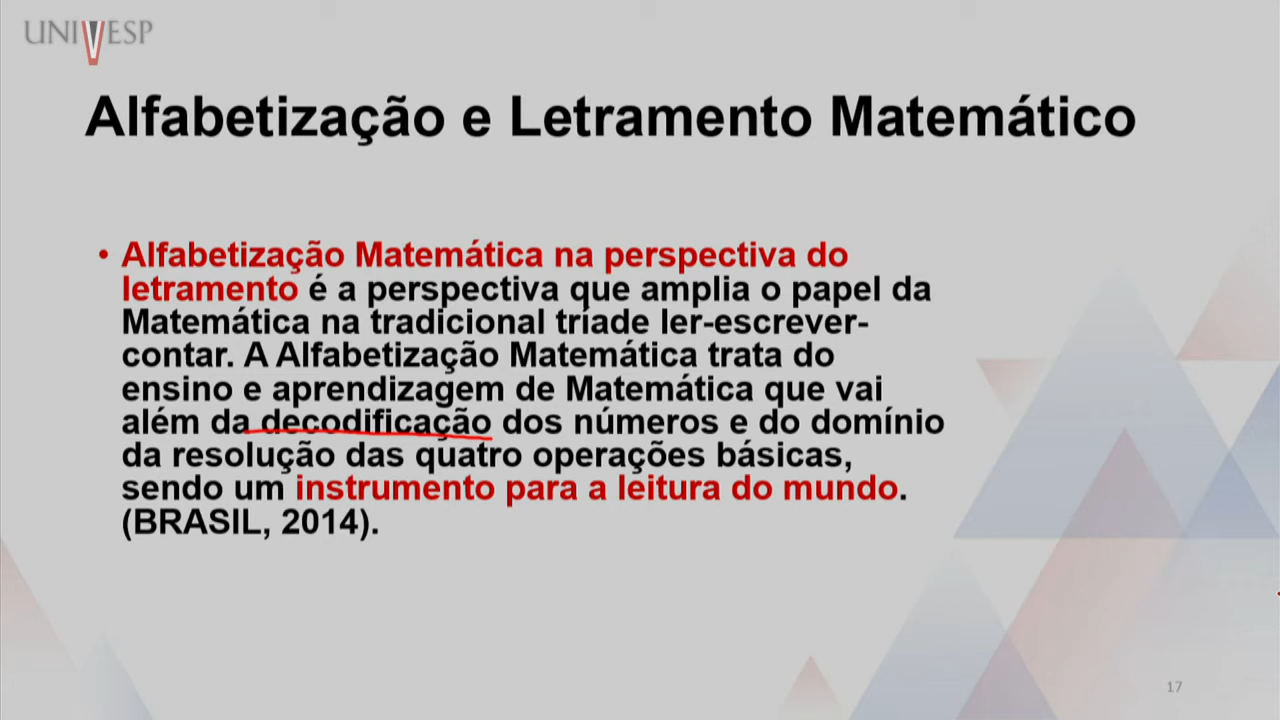 UNIVESP
Alfabetização e Letramento Matemático
• Alfabetização Matemática na perspectiva do
letramento é a perspectiva que amplia o papel da
Matemática na tradicional tríade ler-escrever-
contar. A Alfabetização Matemática trata do
ensino e aprendizagem de Matemática que vai
além da decodificação dos números e do domínio
da resolução das quatro operações básicas,
sendo um instrumento para a leitura do mundo.
(BRASIL, 2014).
17